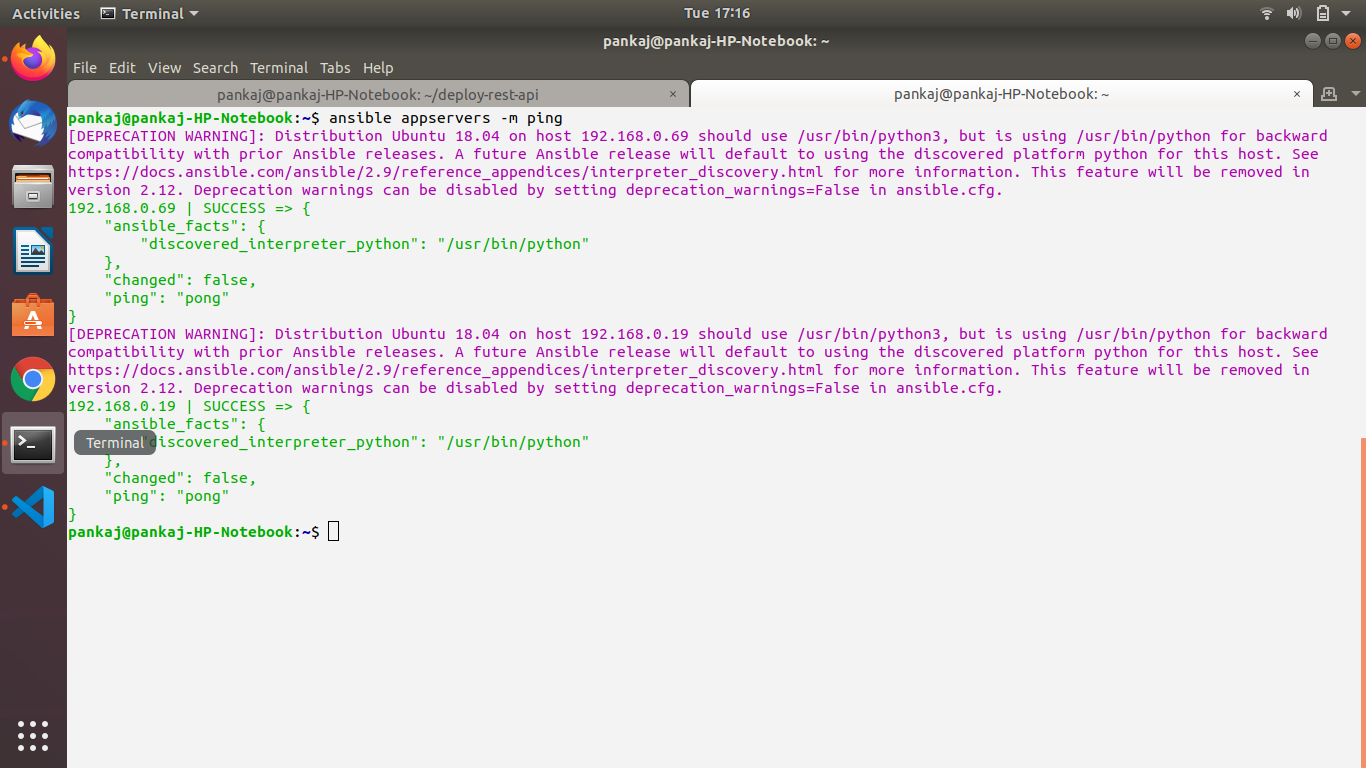 Activities Terminal Tue 17:16
pankaj@pankaj-HP-Notebook: ~
File Edit View Search Terminal Tabs Help
pankaj@pankaj-HP-Notebook: ~/deploy-rest-api × pankaj@pankaj-HP-Notebook: ~ ×
pankaj@pankaj-HP-Notebook:~$ ansible appservers -m ping
[DEPRECATION WARNING]: Distribution Ubuntu 18.04 on host 192.168.0.69 should use /usr/bin/python3, but is using /usr/bin/python for backward
compatibility with prior Ansible releases. A future Ansible release will default to using the discovered platform python for this host. See
https://docs.ansible.com/ansible/2.9/reference_appendices/interpreter_discovery.html for more information. This feature will be removed in
version 2.12. Deprecation warnings can be disabled by setting deprecation_warnings=False in ansible.cfg.
192.168.0.69 | SUCCESS => {
    "ansible_facts": {
        "discovered_interpreter_python": "/usr/bin/python"
    },
    "changed": false,
    "ping": "pong"
}
[DEPRECATION WARNING]: Distribution Ubuntu 18.04 on host 192.168.0.19 should use /usr/bin/python3, but is using /usr/bin/python for backward
compatibility with prior Ansible releases. A future Ansible release will default to using the discovered platform python for this host. See
https://docs.ansible.com/ansible/2.9/reference_appendices/interpreter_discovery.html for more information. This feature will be removed in
version 2.12. Deprecation warnings can be disabled by setting deprecation_warnings=False in ansible.cfg.
192.168.0.19 | SUCCESS => {
    "ansible_facts": {
Terminal "discovered_interpreter_python": "/usr/bin/python"
    },
    "changed": false,
    "ping": "pong"
}
pankaj@pankaj-HP-Notebook:~$